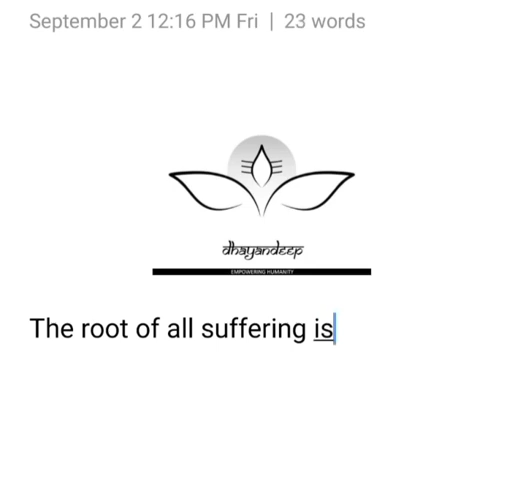 September 2 12:16 PM Fri | 23 words
dhayandeep
EMPOWERING HUMANITY
The root of all suffering is